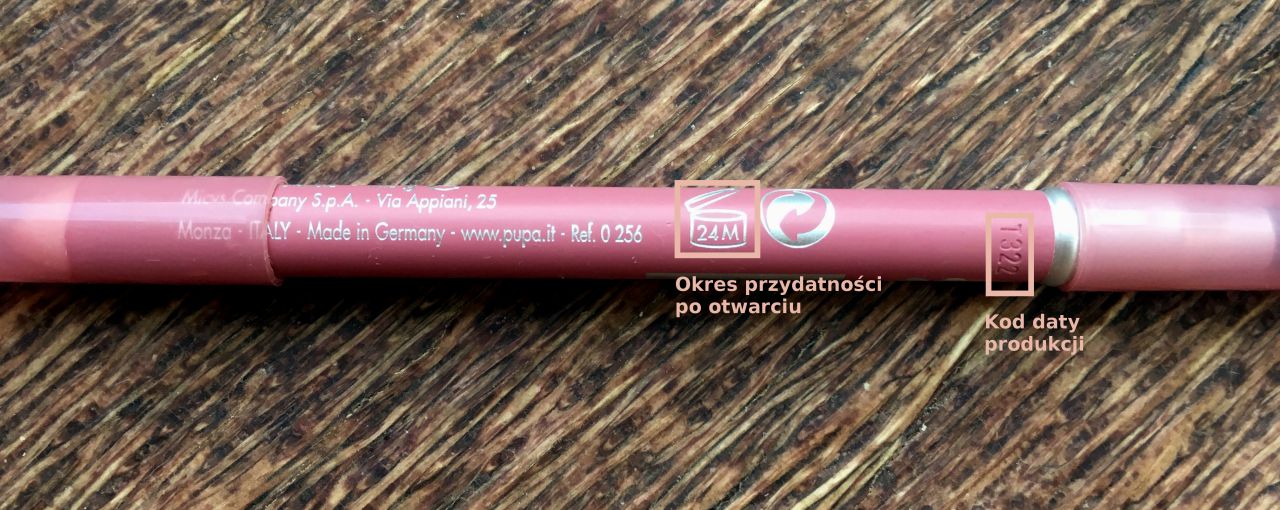 Micys Company S.p.A. - Via Appiani, 25
Monza - ITALY - Made in Germany - www.pupa.it - Ref. 0 256
24M
T322
Okres przydatności
po otwarciu
Kod daty
produkcji